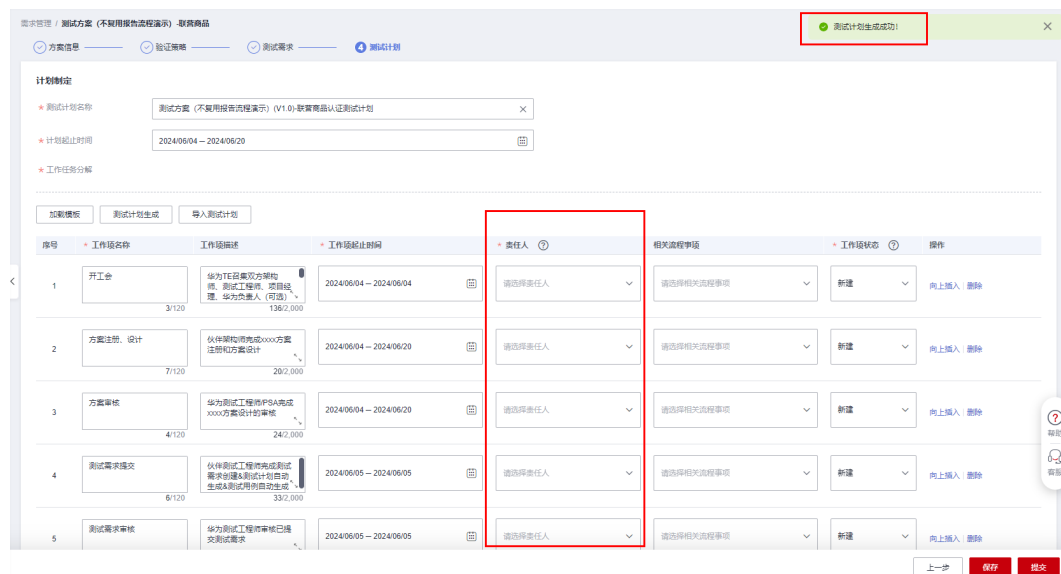 需求管理 / 测试方案（不复用报告流程演示）-联营商品
测试计划生成成功！
方案信息
验证策略
测试需求
4 测试计划
计划制定
* 测试计划名称
测试方案（不复用报告流程演示）(V1.0)-联营商品认证测试计划
* 计划起止时间
2024/06/04 — 2024/06/20
* 工作任务分解
加载模板 测试计划生成 导入测试计划
序号 * 工作项名称 工作项描述 * 工作项起止时间 * 责任人 ? 相关流程事项 * 工作项状态 ? 操作
1 开工会 华为TE召集双方架构
师、测试工程师、项目经
理、华为负责人（可选）
2024/06/04 — 2024/06/04 请选择责任人 请选择相关流程事项 新建 向上插入 | 删除
3/120 136/2,000
2 方案注册、设计 伙伴架构师完成xxxx方案
注册和方案设计
2024/06/04 — 2024/06/20 请选择责任人 请选择相关流程事项 新建 向上插入 | 删除
7/120 20/2,000
3 方案审核 华为测试工程师/PSA完成
xxxx方案设计的审核
2024/06/04 — 2024/06/20 请选择责任人 请选择相关流程事项 新建 向上插入 | 删除
4/120 24/2,000
4 测试需求提交 伙伴测试工程师完成测试
需求创建&测试计划自动
生成&测试用例自动生成
2024/06/05 — 2024/06/05 请选择责任人 请选择相关流程事项 新建 向上插入 | 删除
6/120 33/2,000
5 测试需求审核 华为测试工程师审核已提
交测试需求
2024/06/05 — 2024/06/05 请选择责任人 请选择相关流程事项 新建 向上插入 | 删除
帮助
客服
上一步 保存 提交